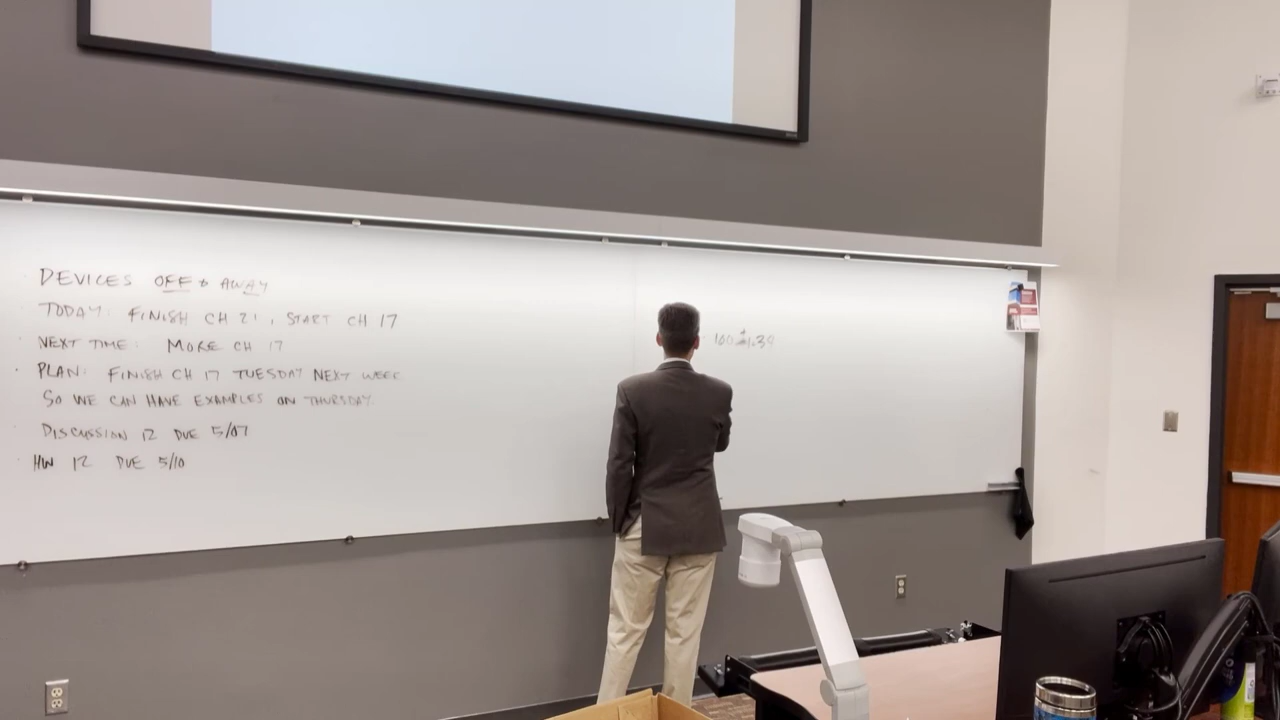 DEVICES OFF & AWAY
TODAY: FINISH CH 21, START CH 17
NEXT TIME: MORE CH 17
PLAN: FINISH CH 17 TUESDAY NEXT WEEK
SO WE CAN HAVE EXAMPLES ON THURSDAY
DISCUSSION 12 DUE 5/07
HW 12 DUE 5/10